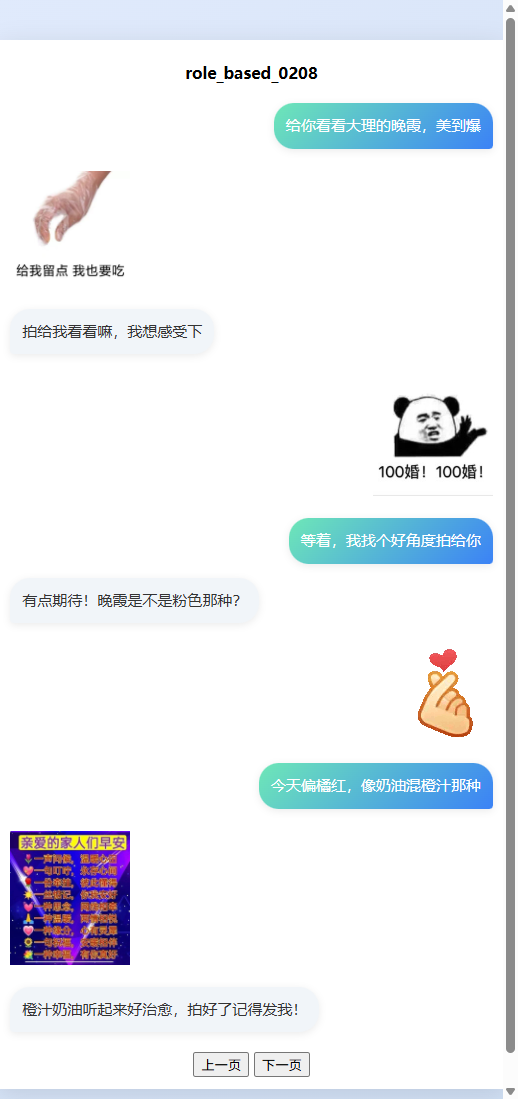 role_based_0208
给你看看大理的晚霞，美到爆
给我留点 我也要吃
拍给我看看嘛，我想感受下
100婚！100婚！
等着，我找个好角度拍给你
有点期待！晚霞是不是粉色那种？
今天偏橘红，像奶油混橙汁那种
亲爱的家人们早安
橙汁奶油听起来好治愈，拍好了记得发我！
上一页 下一页